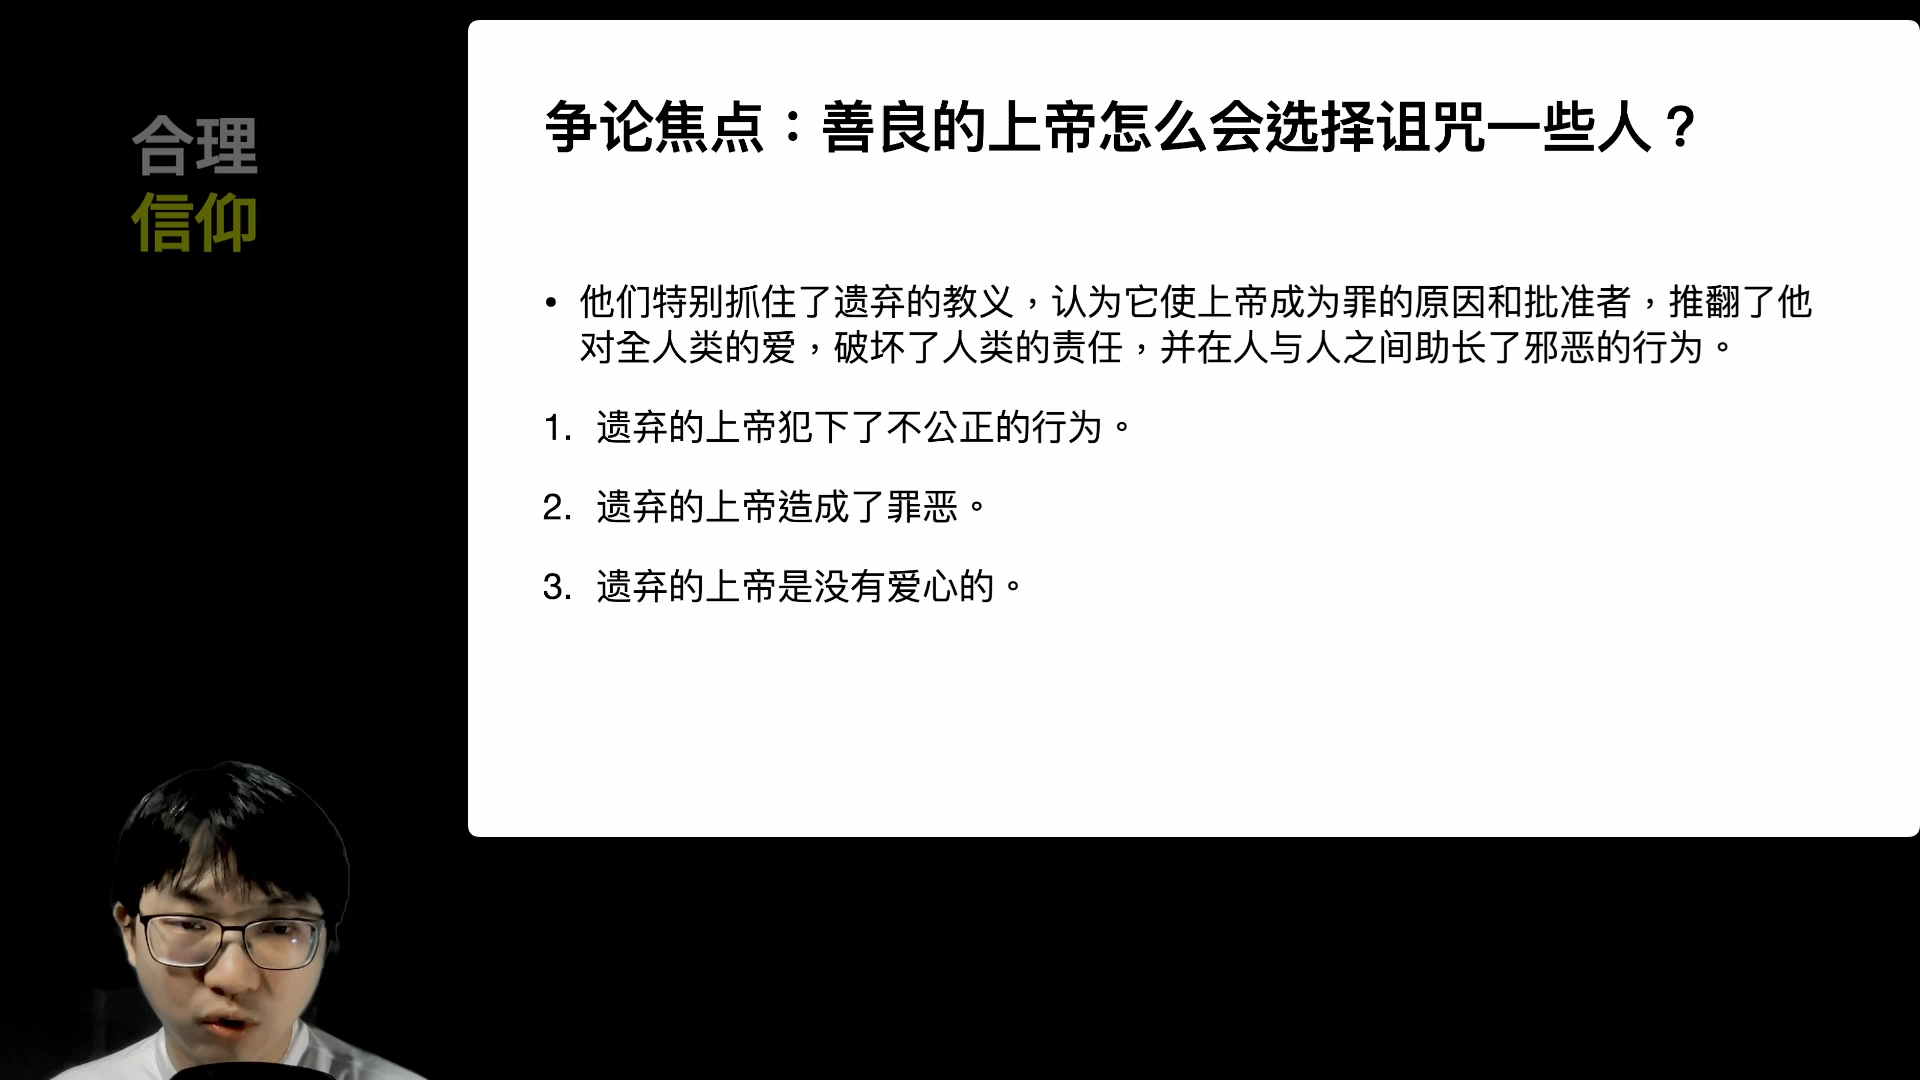 合理
信仰
争论焦点：善良的上帝怎么会选择诅咒一些人？
• 他们特别抓住了遗弃的教义，认为它使上帝成为罪的原因和批准者，推翻了他
对全人类的爱，破坏了人类的责任，并在人与人之间助长了邪恶的行为。
1. 遗弃的上帝犯下了不公正的行为。
2. 遗弃的上帝造成了罪恶。
3. 遗弃的上帝是没有爱心的。